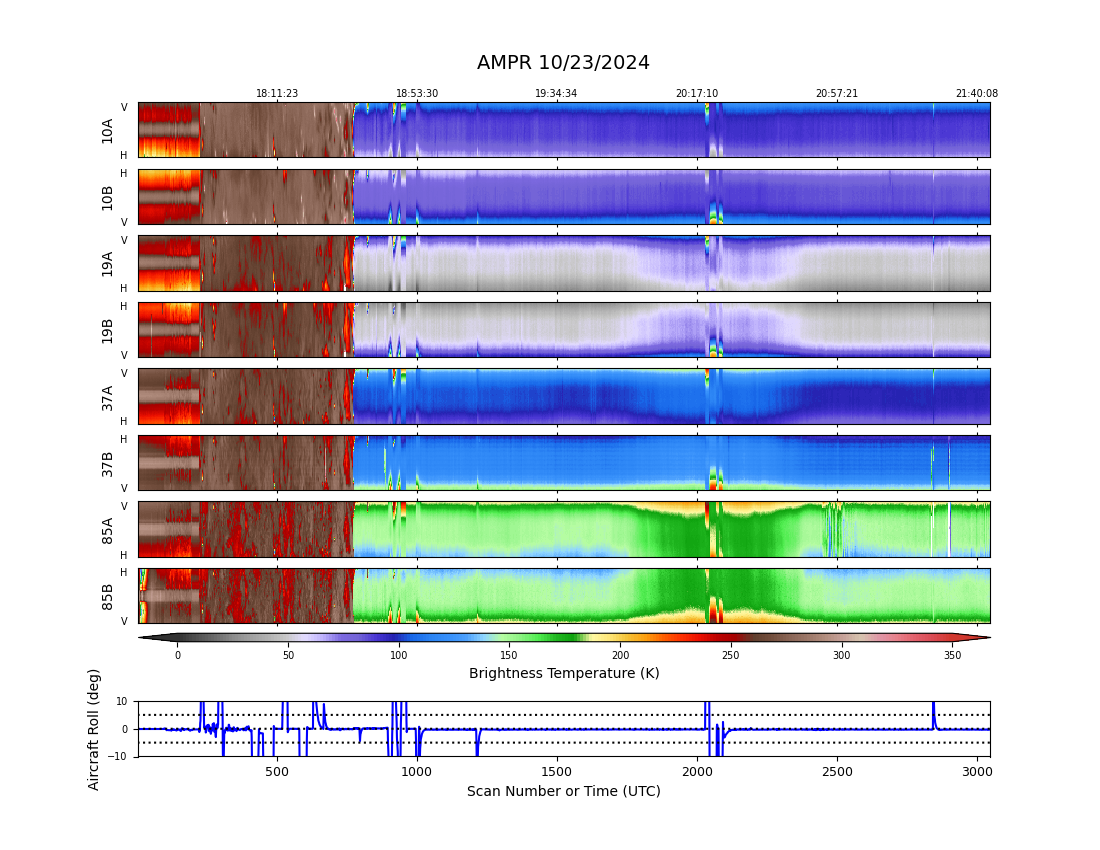 AMPR 10/23/2024
18:11:23 18:53:30 19:34:34 20:17:10 20:57:21 21:40:08
V
10A
H
H
10B
V
V
19A
H
H
19B
V
V
37A
H
H
37B
V
V
85A
H
H
85B
V
0 50 100 150 200 250 300 350
Brightness Temperature (K)
Aircraft Roll (deg)
10
0
−10
500 1000 1500 2000 2500 3000
Scan Number or Time (UTC)